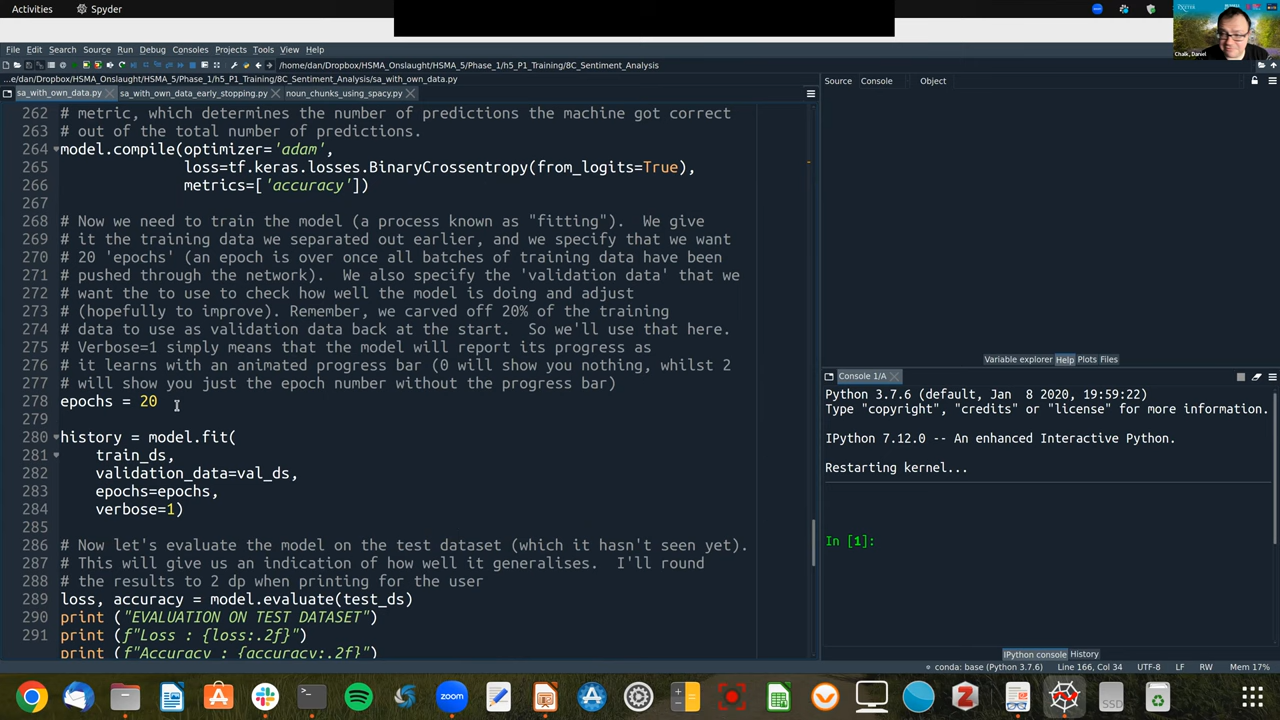 Activities
Spyder
Chalk, Daniel
File Edit Search Source Run Debug Consoles Projects Tools View Help
/home/dan/Dropbox/HSMA_Onslaught/HSMA_5/Phase_1/h5_P1_Training/8C_Sentiment_Analysis
...e/dan/Dropbox/HSMA_Onslaught/HSMA_5/Phase_1/h5_P1_Training/8C_Sentiment_Analysis/sa_with_own_data.py
Source Console Object
sa_with_own_data.py sa_with_own_data_early_stopping.py noun_chunks_using_spacy.py
262 # metric, which determines the number of predictions the machine got correct
263 # out of the total number of predictions.
264 model.compile(optimizer='adam',
265 loss=tf.keras.losses.BinaryCrossentropy(from_logits=True),
266 metrics=['accuracy'])
267
268 # Now we need to train the model (a process known as "fitting"). We give
269 # it the training data we separated out earlier, and we specify that we want
270 # 20 'epochs' (an epoch is over once all batches of training data have been
271 # pushed through the network). We also specify the 'validation data' that we
272 # want the to use to check how well the model is doing and adjust
273 # (hopefully to improve). Remember, we carved off 20% of the training
274 # data to use as validation data back at the start. So we'll use that here.
275 # Verbose=1 simply means that the model will report its progress as
276 # it learns with an animated progress bar (0 will show you nothing, whilst 2
277 # will show you just the epoch number without the progress bar)
278 epochs = 20
279
280 history = model.fit(
281 train_ds,
282 validation_data=val_ds,
283 epochs=epochs,
284 verbose=1)
285
286 # Now let's evaluate the model on the test dataset (which it hasn't seen yet).
287 # This will give us an indication of how well it generalises. I'll round
288 # the results to 2 dp when printing for the user
289 loss, accuracy = model.evaluate(test_ds)
290 print ("EVALUATION ON TEST DATASET")
291 print (f"Loss : {loss:.2f}")
print (f"Accuracy : {accuracy:.2f}")
Variable explorer Help Plots Files
Console 1/A
Python 3.7.6 (default, Jan 8 2020, 19:59:22)
Type "copyright", "credits" or "license" for more information.
IPython 7.12.0 -- An enhanced Interactive Python.
Restarting kernel...
In [1]:
IPython console History
conda: base (Python 3.7.6) Line 166, Col 34 UTF-8 LF RW Mem 17%
zoom
SSD